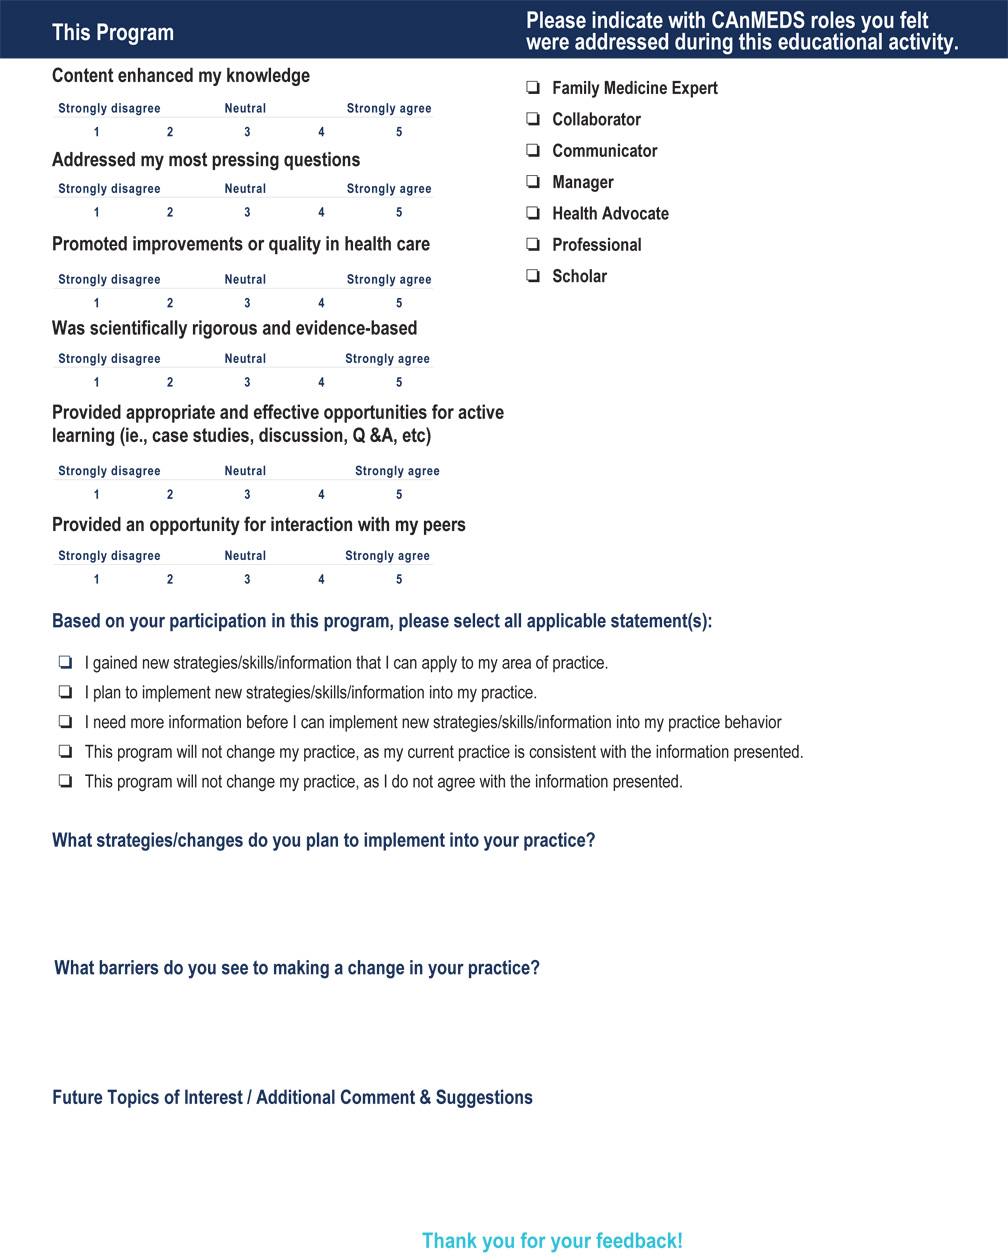 This Program
Please indicate with CAnMEDS roles you felt
were addressed during this educational activity.
Content enhanced my knowledge
Strongly disagree Neutral Strongly agree
1 2 3 4 5
Addressed my most pressing questions
Strongly disagree Neutral Strongly agree
1 2 3 4 5
Promoted improvements or quality in health care
Strongly disagree Neutral Strongly agree
1 2 3 4 5
Was scientifically rigorous and evidence-based
Strongly disagree Neutral Strongly agree
1 2 3 4 5
Provided appropriate and effective opportunities for active
learning (ie., case studies, discussion, Q &A, etc)
Strongly disagree Neutral Strongly agree
1 2 3 4 5
Provided an opportunity for interaction with my peers
Strongly disagree Neutral Strongly agree
1 2 3 4 5
❏ Family Medicine Expert
❏ Collaborator
❏ Communicator
❏ Manager
❏ Health Advocate
❏ Professional
❏ Scholar
Based on your participation in this program, please select all applicable statement(s):
❏ I gained new strategies/skills/information that I can apply to my area of practice.
❏ I plan to implement new strategies/skills/information into my practice.
❏ I need more information before I can implement new strategies/skills/information into my practice behavior
❏ This program will not change my practice, as my current practice is consistent with the information presented.
❏ This program will not change my practice, as I do not agree with the information presented.
What strategies/changes do you plan to implement into your practice?
What barriers do you see to making a change in your practice?
Future Topics of Interest / Additional Comment & Suggestions
Thank you for your feedback!